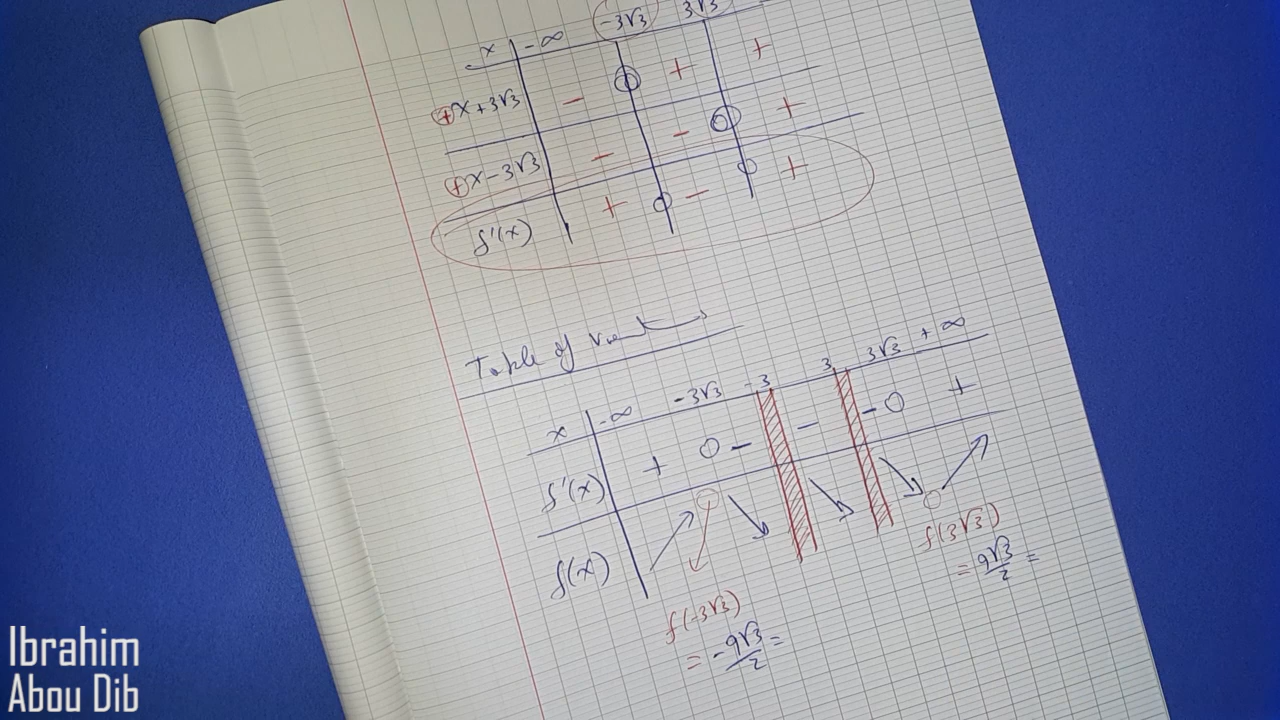 x -∞ -3√3 3√3
+x+3√3 - 0 + +
+x-3√3 - - 0 +
f'(x) + 0 - 0 +
Table of
x -∞ -3√3 -3 3 3√3 +∞
f'(x) + 0 - - - 0 +
f(x)
f(3√3)
= 9√3/2 =
f(-3√3)
= -9√3/2 =
Ibrahim
Abou Dib